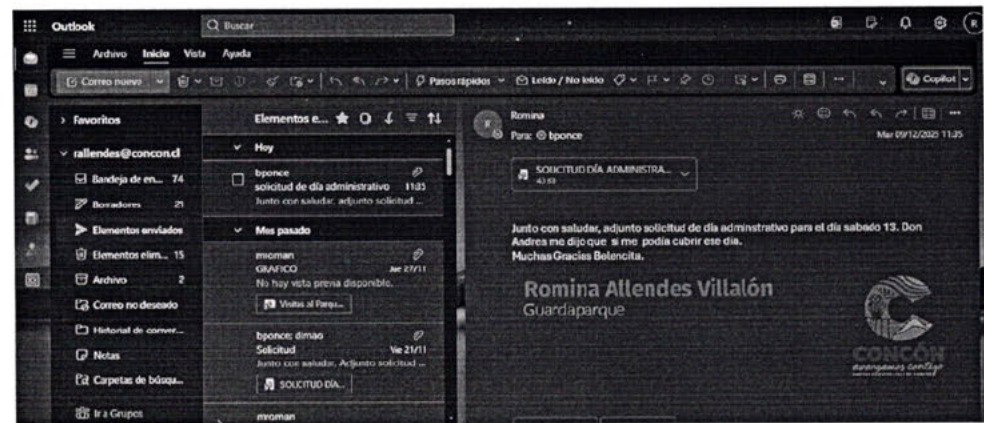 Outlook
Buscar
Archivo Inicio Vista Ayuda
Correo nuevo
Pasos rápidos
Leído / No leído
Copilot
Favoritos
rallendes@concon.cl
Bandeja de en... 74
Borradores 21
Elementos enviados
Elementos elim... 15
Archivo 2
Correo no deseado
Historial de conver...
Notas
Carpetas de búsqu...
Ir a Grupos
Elementos e...
Hoy
bponce
solicitud de día administrativo 11:35
Junto con saludar, adjunto solicitud ...
Mes pasado
mroman
GRAFICO Jue 27/11
No hay vista previa disponible.
Visitas al Parqu...
bponce; dimao
Solicitud Vie 21/11
Junto con saludar, Adjunto solicitud ...
SOLICITUD DÍA...
mroman
R
Romina
Para: bponce
Mar 09/12/2025 11:35
SOLICITUD DÍA ADMINISTRA...
Junto con saludar, adjunto solicitud de día adminstrativo para el día sabado 13. Don
Andres me dijo que si me podía cubrir ese día.
Muchas Gracias Belencita.
Romina Allendes Villalón
Guardaparque
CONCÓN
avancemos contigo